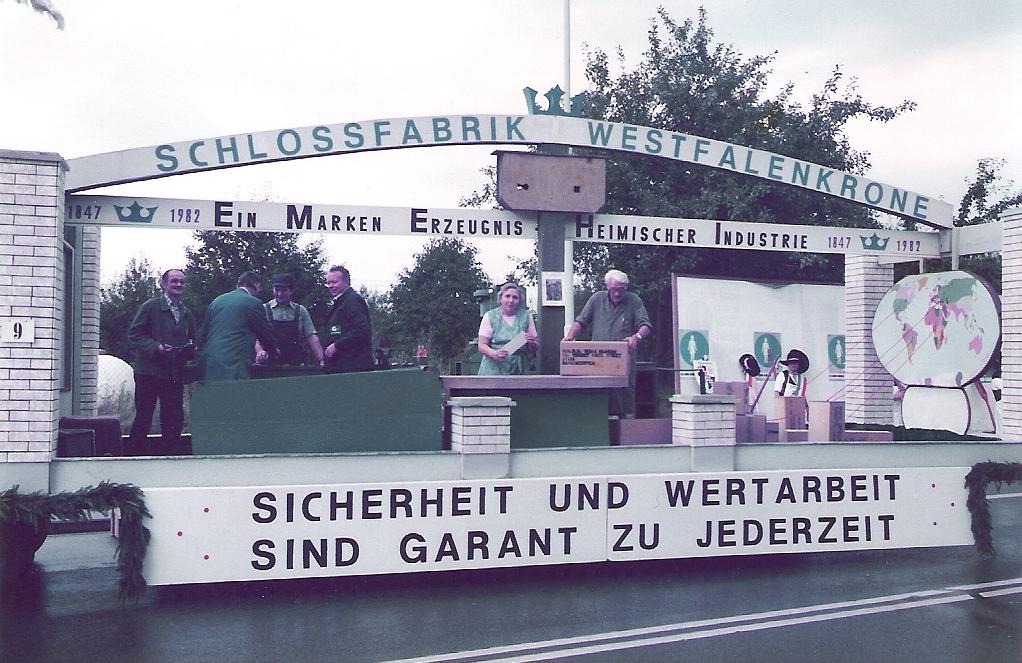 SCHLOSSFABRIK WESTFALENKRONE
1847 1982 EIN MARKEN ERZEUGNIS - HEIMISCHER INDUSTRIE 1847 1982
9
SICHERHEIT UND WERTARBEIT
SIND GARANT ZU JEDERZEIT